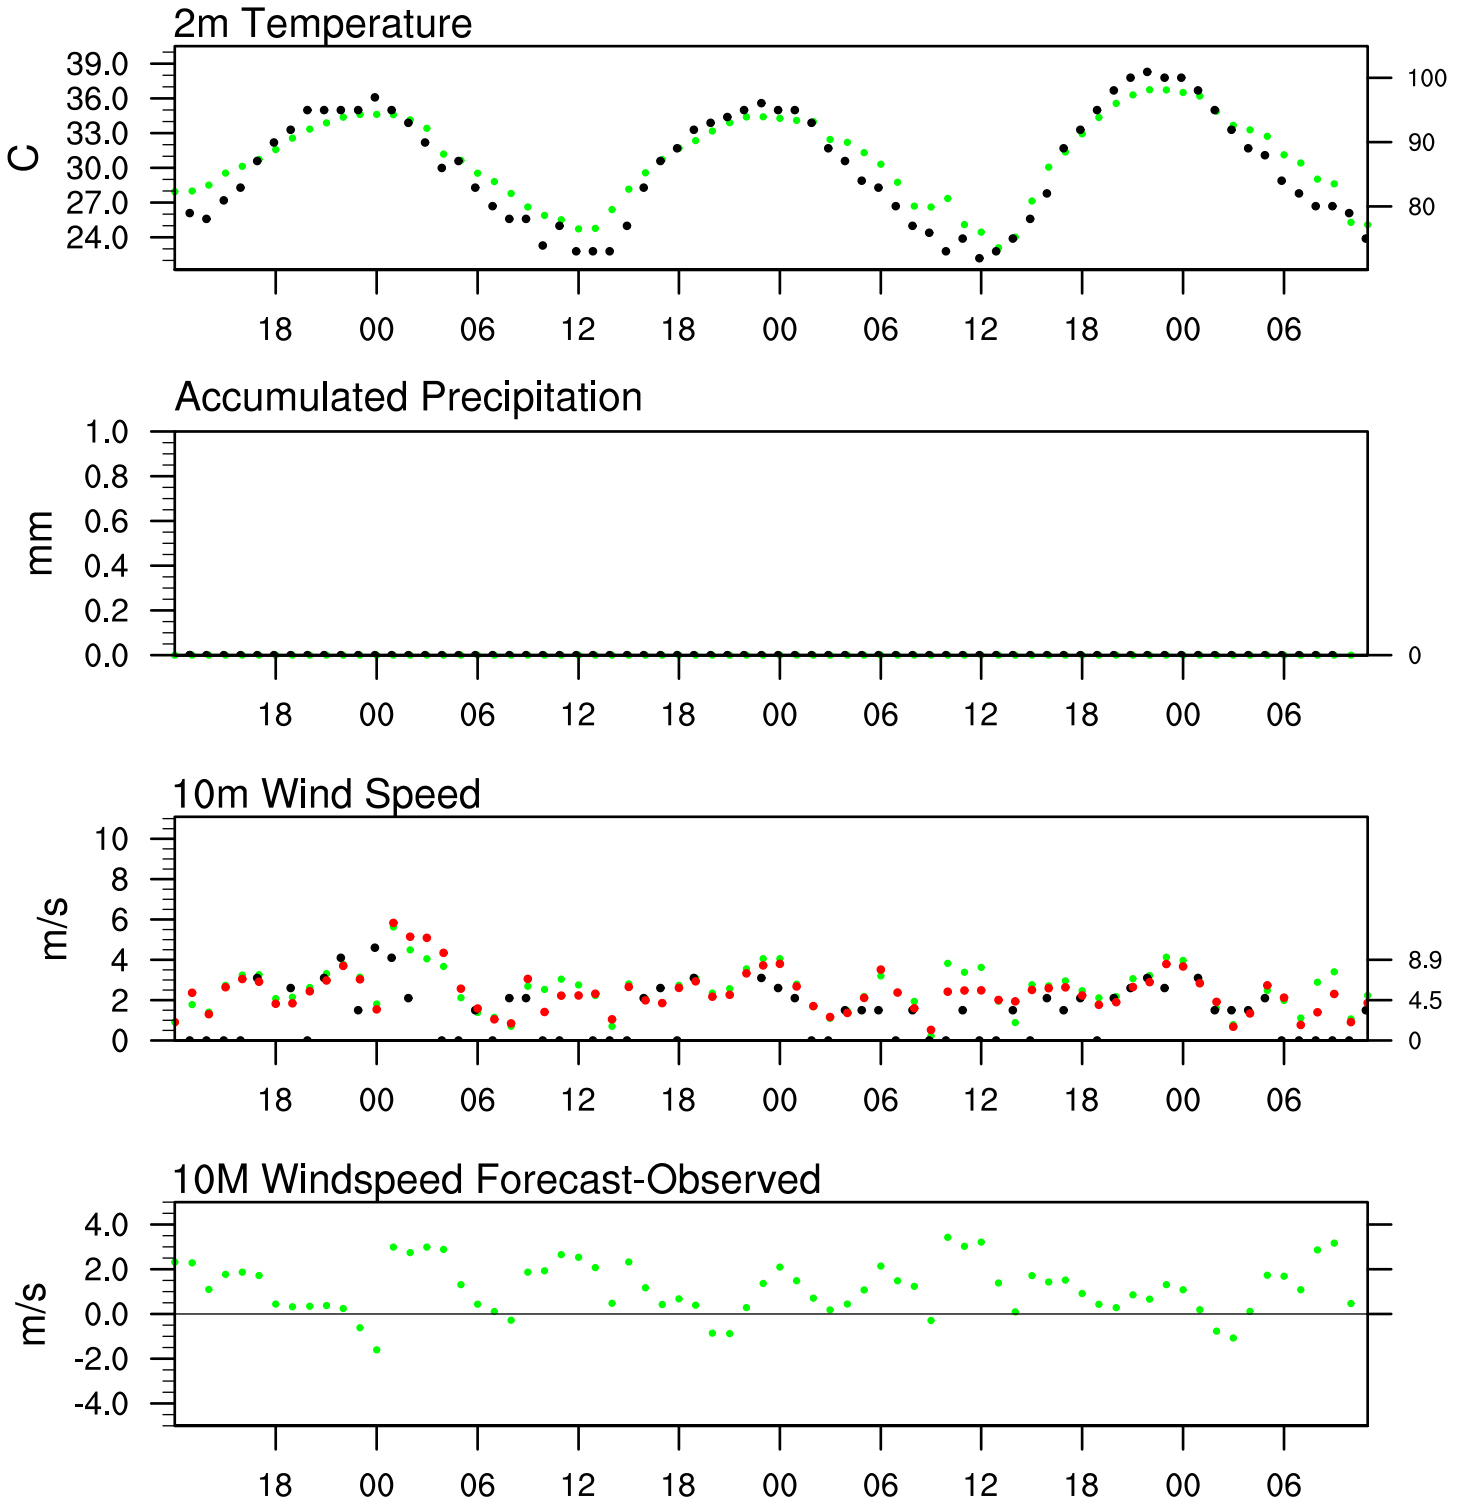 2m Temperature
39.0
36.0
33.0
30.0
27.0
24.0
C
100
90
80
18 00 06 12 18 00 06 12 18 00 06
Accumulated Precipitation
1.0
0.8
0.6
0.4
0.2
0.0
mm
0
18 00 06 12 18 00 06 12 18 00 06
10m Wind Speed
10
8
6
4
2
0
m/s
8.9
4.5
0
18 00 06 12 18 00 06 12 18 00 06
10M Windspeed Forecast-Observed
4.0
2.0
0.0
-2.0
-4.0
m/s
18 00 06 12 18 00 06 12 18 00 06